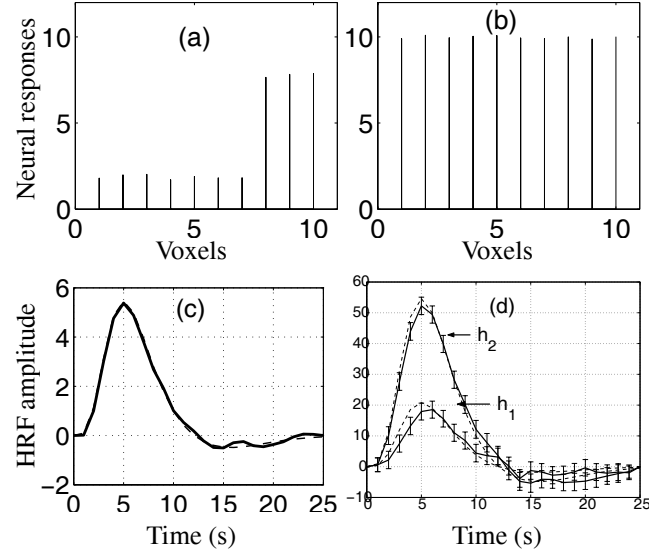 (a)
(b)
Neural responses
10
5
0
0 5 10
Voxels
10
5
0
0 5 10
Voxels
(c)
(d)
HRF amplitude
6
4
2
0
−2
0 5 10 15 20 25
Time (s)
60
50
40
30
20
10
0
−10
0 5 10 15 20 25
h2
h1
Time (s)